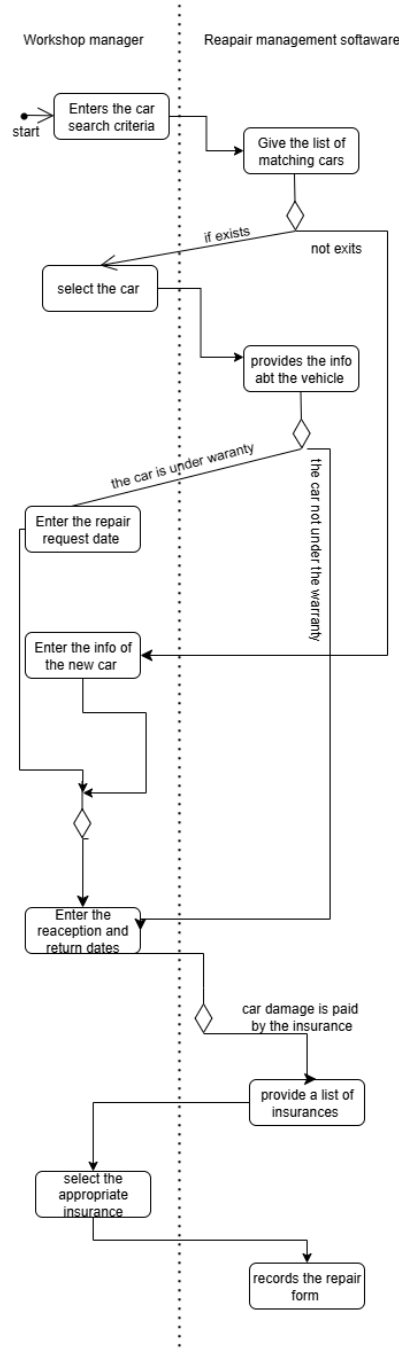 Workshop manager
Reapair management softaware
Enters the car
search criteria
start
Give the list of
matching cars
if exists
not exits
select the car
provides the info
abt the vehicle
the car is under waranty
the car not under the warranty
Enter the repair
request date
Enter the info of
the new car
Enter the
reaception and
return dates
car damage is paid
by the insurance
provide a list of
insurances
select the
appropriate
insurance
records the repair
form